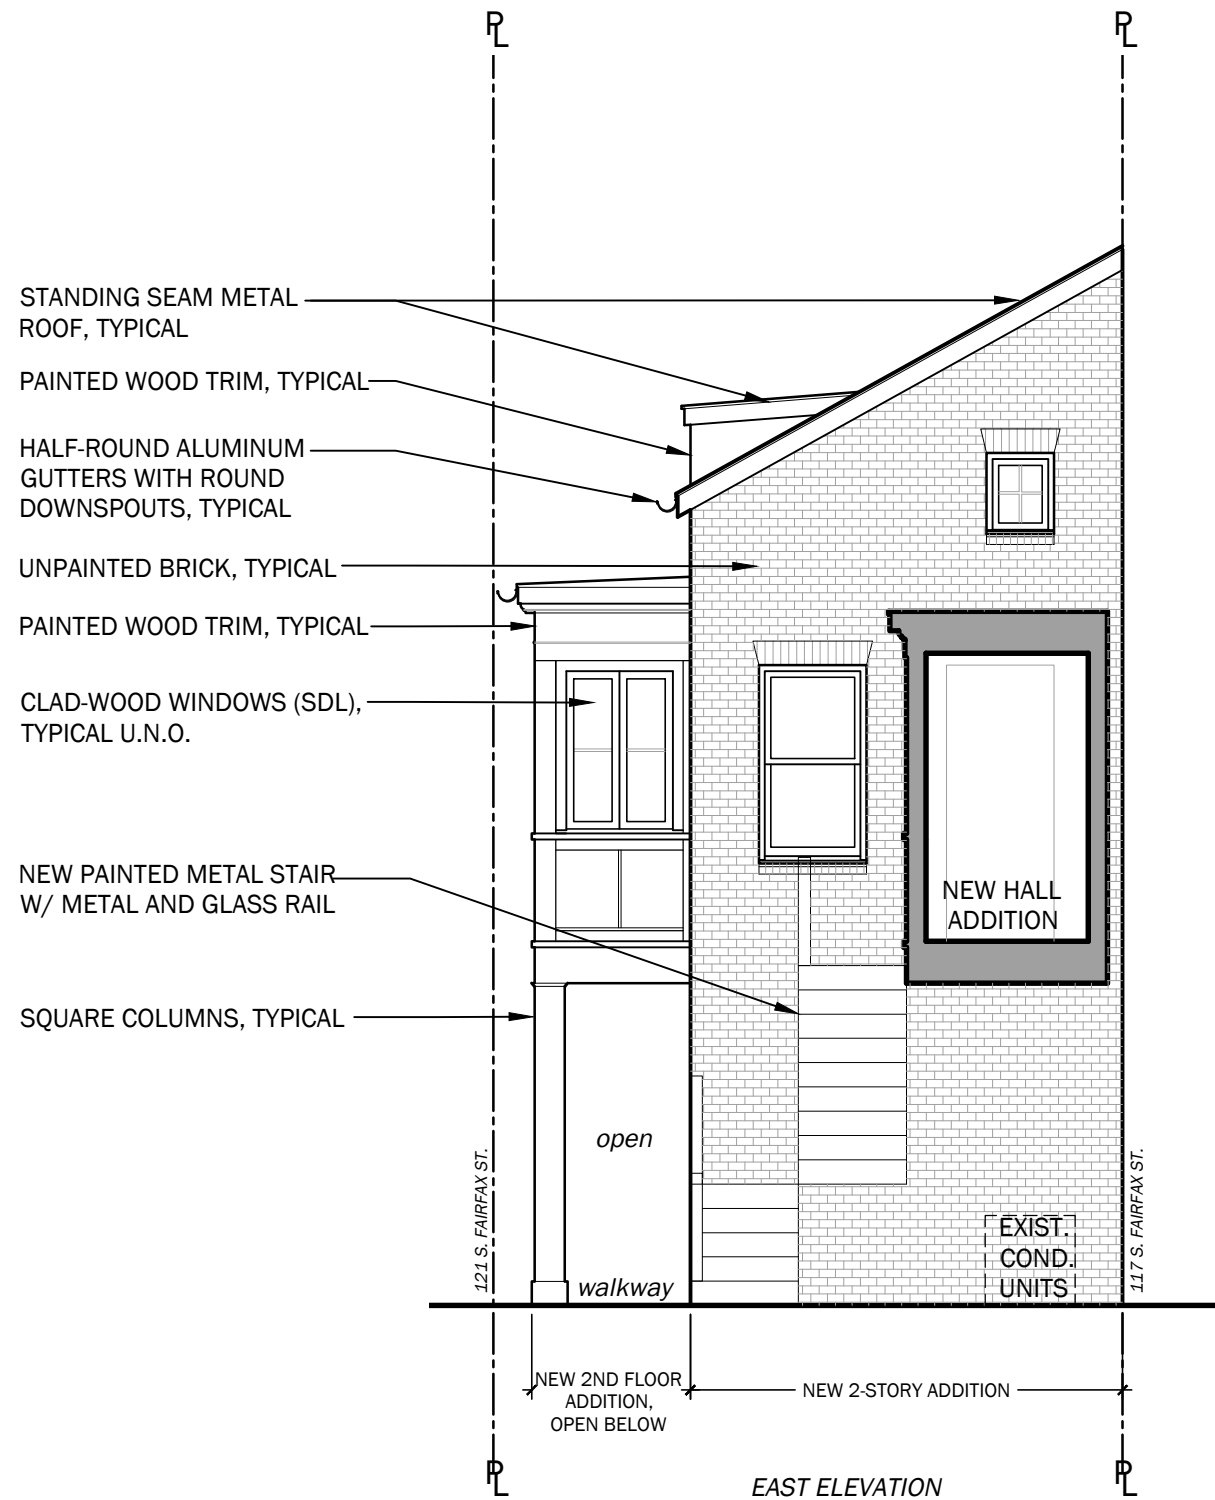 PL
PL
STANDING SEAM METAL
ROOF, TYPICAL
PAINTED WOOD TRIM, TYPICAL
HALF-ROUND ALUMINUM
GUTTERS WITH ROUND
DOWNSPOUTS, TYPICAL
UNPAINTED BRICK, TYPICAL
PAINTED WOOD TRIM, TYPICAL
CLAD-WOOD WINDOWS (SDL),
TYPICAL U.N.O.
NEW PAINTED METAL STAIR
W/ METAL AND GLASS RAIL
NEW HALL
ADDITION
SQUARE COLUMNS, TYPICAL
open
walkway
121 S. FAIRFAX ST.
EXIST.
COND.
UNITS
117 S. FAIRFAX ST.
NEW 2ND FLOOR
ADDITION,
OPEN BELOW
NEW 2-STORY ADDITION
PL
PL
EAST ELEVATION